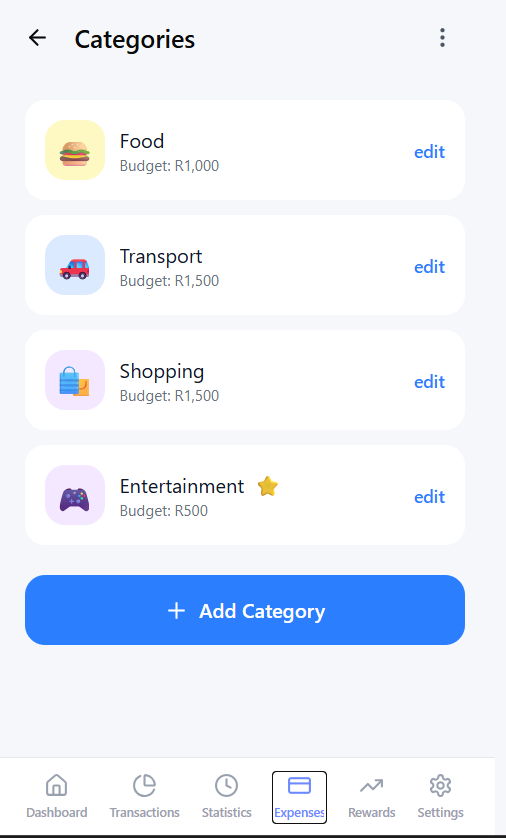 Categories
Food
Budget: R1,000
edit
Transport
Budget: R1,500
edit
Shopping
Budget: R1,500
edit
Entertainment
Budget: R500
edit
Add Category
Dashboard Transactions Statistics Expenses Rewards Settings